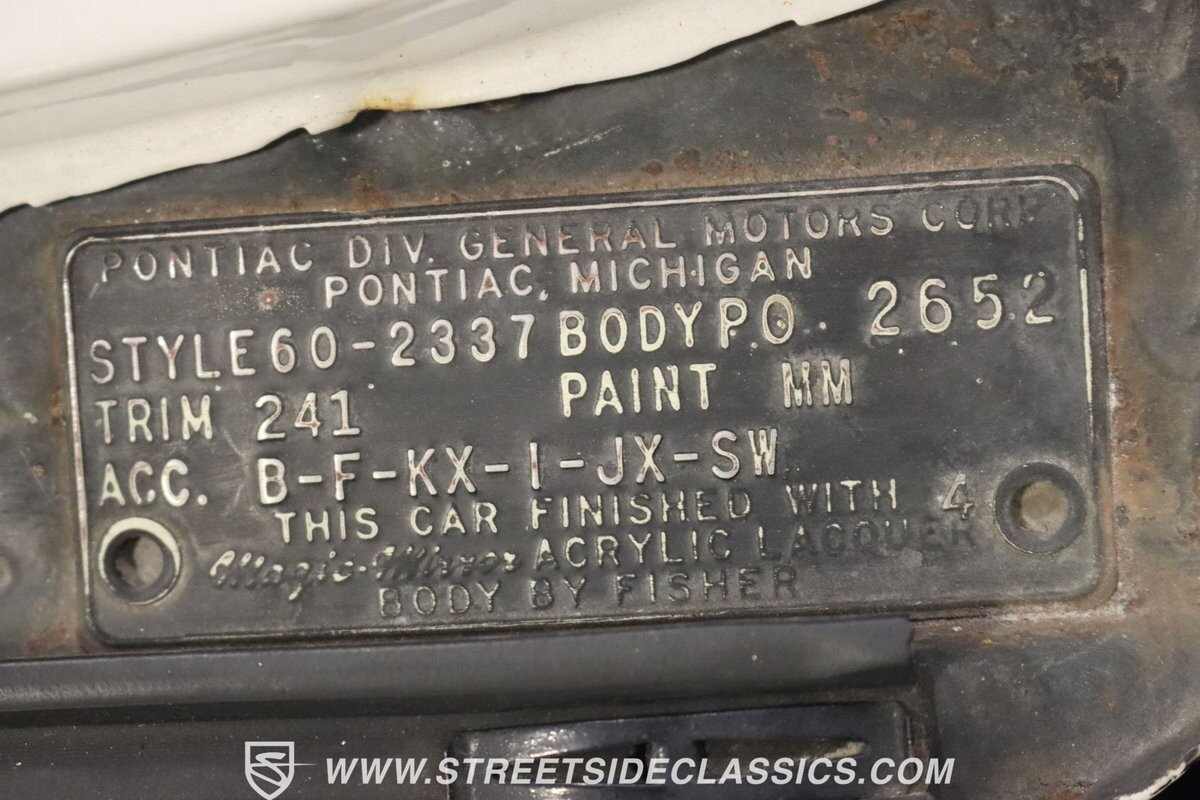 PONTIAC DIV. GENERAL MOTORS CORP
PONTIAC, MICHIGAN
STYLE 60-2337 BODY PO 2652
TRIM 241 PAINT MM
ACC. B-F-KX-I-JX-SW
THIS CAR FINISHED WITH 4
Magic-Mirror ACRYLIC LACQUER
BODY BY FISHER
WWW.STREETSIDECLASSICS.COM